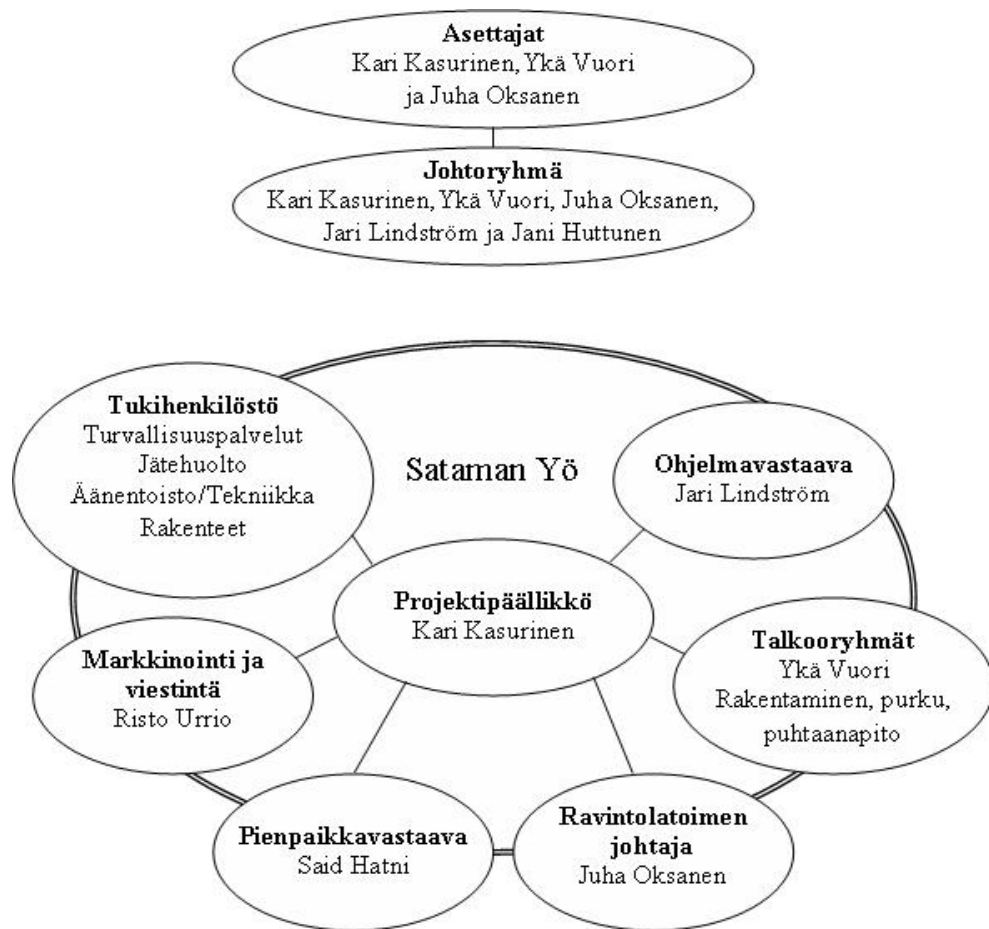 Asettajat
Kari Kasurinen, Ykä Vuori
ja Juha Oksanen
Johtoryhmä
Kari Kasurinen, Ykä Vuori, Juha Oksanen,
Jari Lindström ja Jani Huttunen
Tukihenkilöstö
Turvallisuuspalvelut
Jätehuolto
Äänentoisto/Tekniikka
Rakenteet
Sataman Yö
Ohjelmavastaava
Jari Lindström
Projektipäällikkö
Kari Kasurinen
Markkinointi ja
viestintä
Risto Urrio
Talkooryhmät
Ykä Vuori
Rakentaminen, purku,
puhtaanapito
Pienpaikkavastaava
Said Hatni
Ravintolatoimen
johtaja
Juha Oksanen